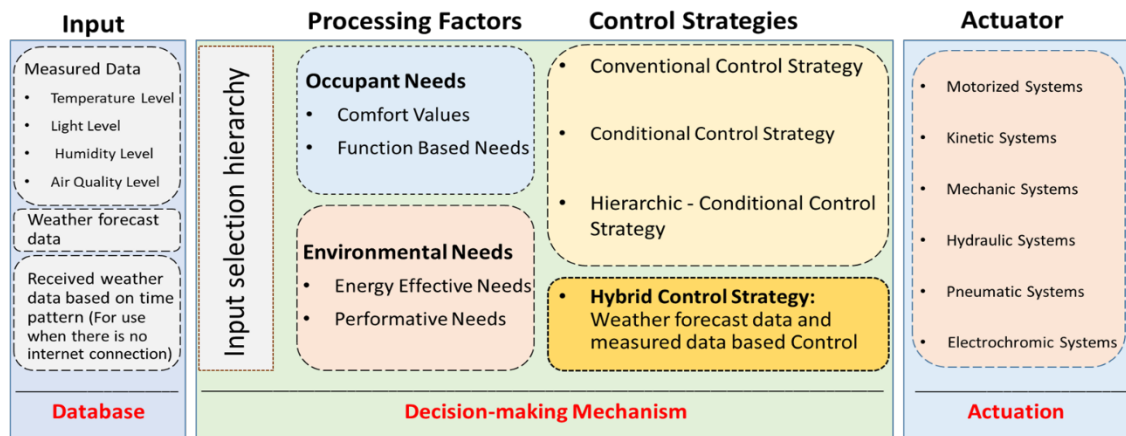 Input
Measured Data
• Temperature Level
• Light Level
• Humidity Level
• Air Quality Level
Weather forecast
data
Received weather
data based on time
pattern (For use
when there is no
internet connection)
Database
Input selection hierarchy
Processing Factors
Occupant Needs
• Comfort Values
• Function Based Needs
Environmental Needs
• Energy Effective Needs
• Performative Needs
Control Strategies
• Conventional Control Strategy
• Conditional Control Strategy
• Hierarchic - Conditional Control
Strategy
• Hybrid Control Strategy:
Weather forecast data and
measured data based Control
Decision-making Mechanism
Actuator
• Motorized Systems
• Kinetic Systems
• Mechanic Systems
• Hydraulic Systems
• Pneumatic Systems
• Electrochromic Systems
Actuation